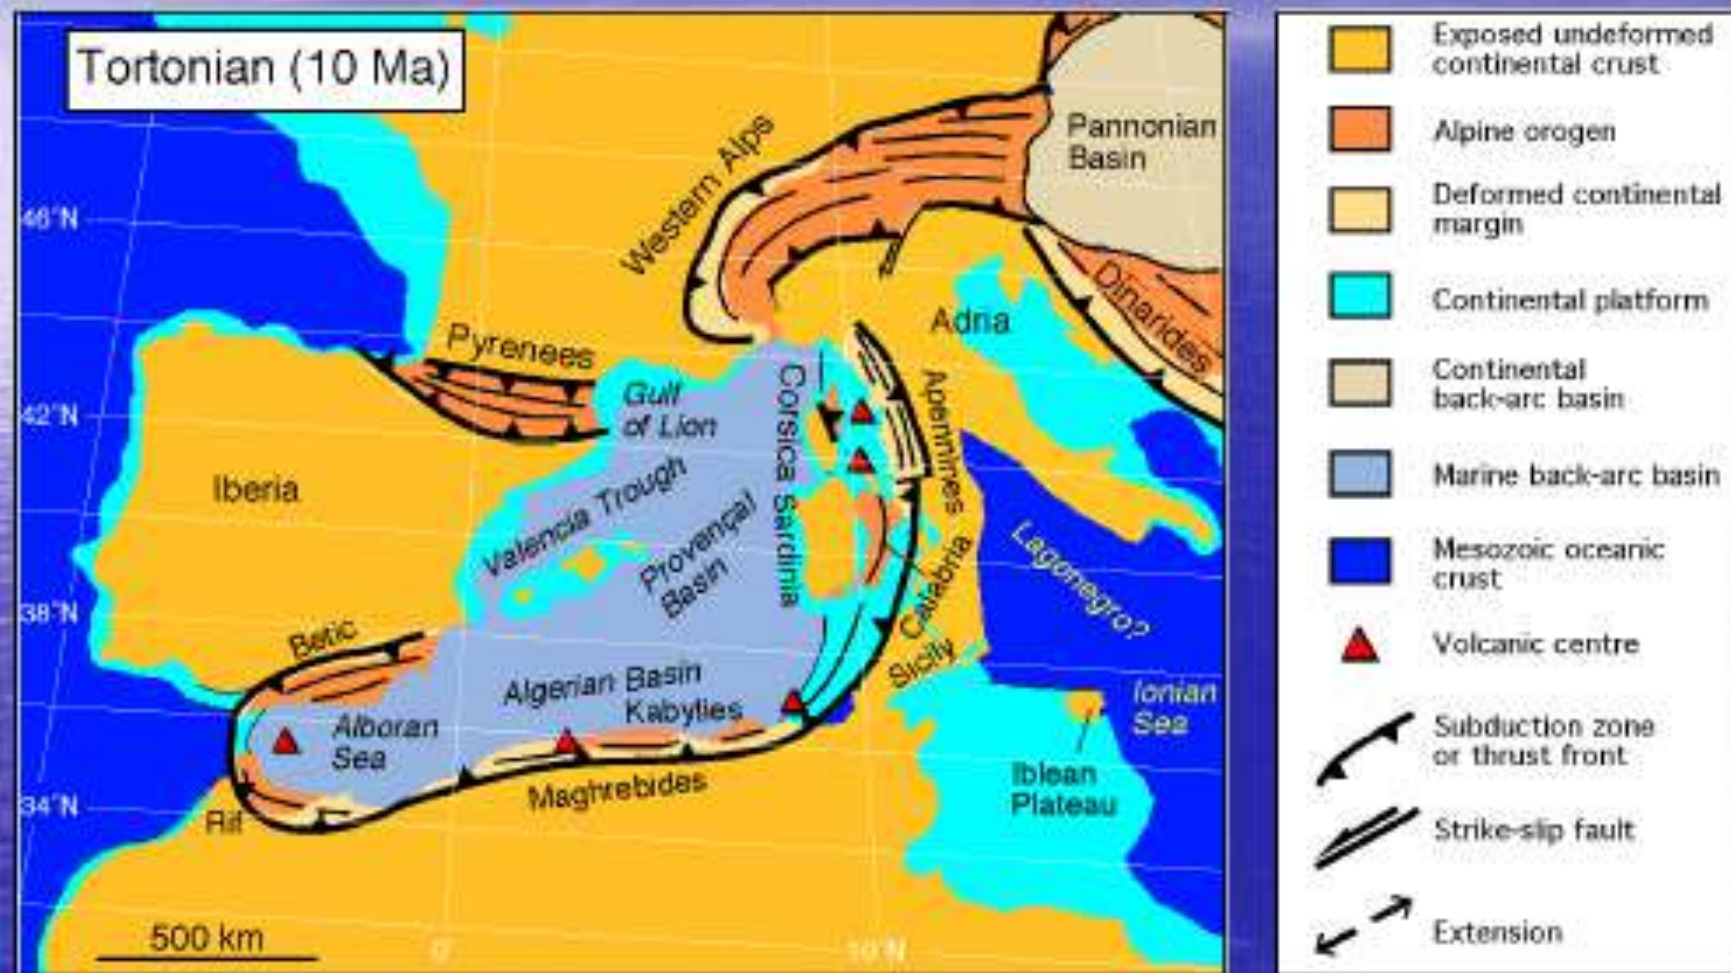 Tortonian (10 Ma)
Western Alps
Pannonian
Basin
46°N
Dinarides
Adria
Pyrenees
Gulf
of Lion
42°N
Corsica
Apennines
Iberia
Valencia Trough
Provençal
Basin
Sardinia
Lagonegro?
38°N
Betic
Calabria
Sicily
Algerian Basin
Kabylies
Ionian
Sea
Alboran
Sea
Iblean
Plateau
Maghrebides
34°N
Rif
500 km
0°
10°N
Exposed undeformed
continental crust
Alpine orogen
Deformed continental
margin
Continental platform
Continental
back-arc basin
Marine back-arc basin
Mesozoic oceanic
crust
Volcanic centre
Subduction zone
or thrust front
Strike-slip fault
Extension